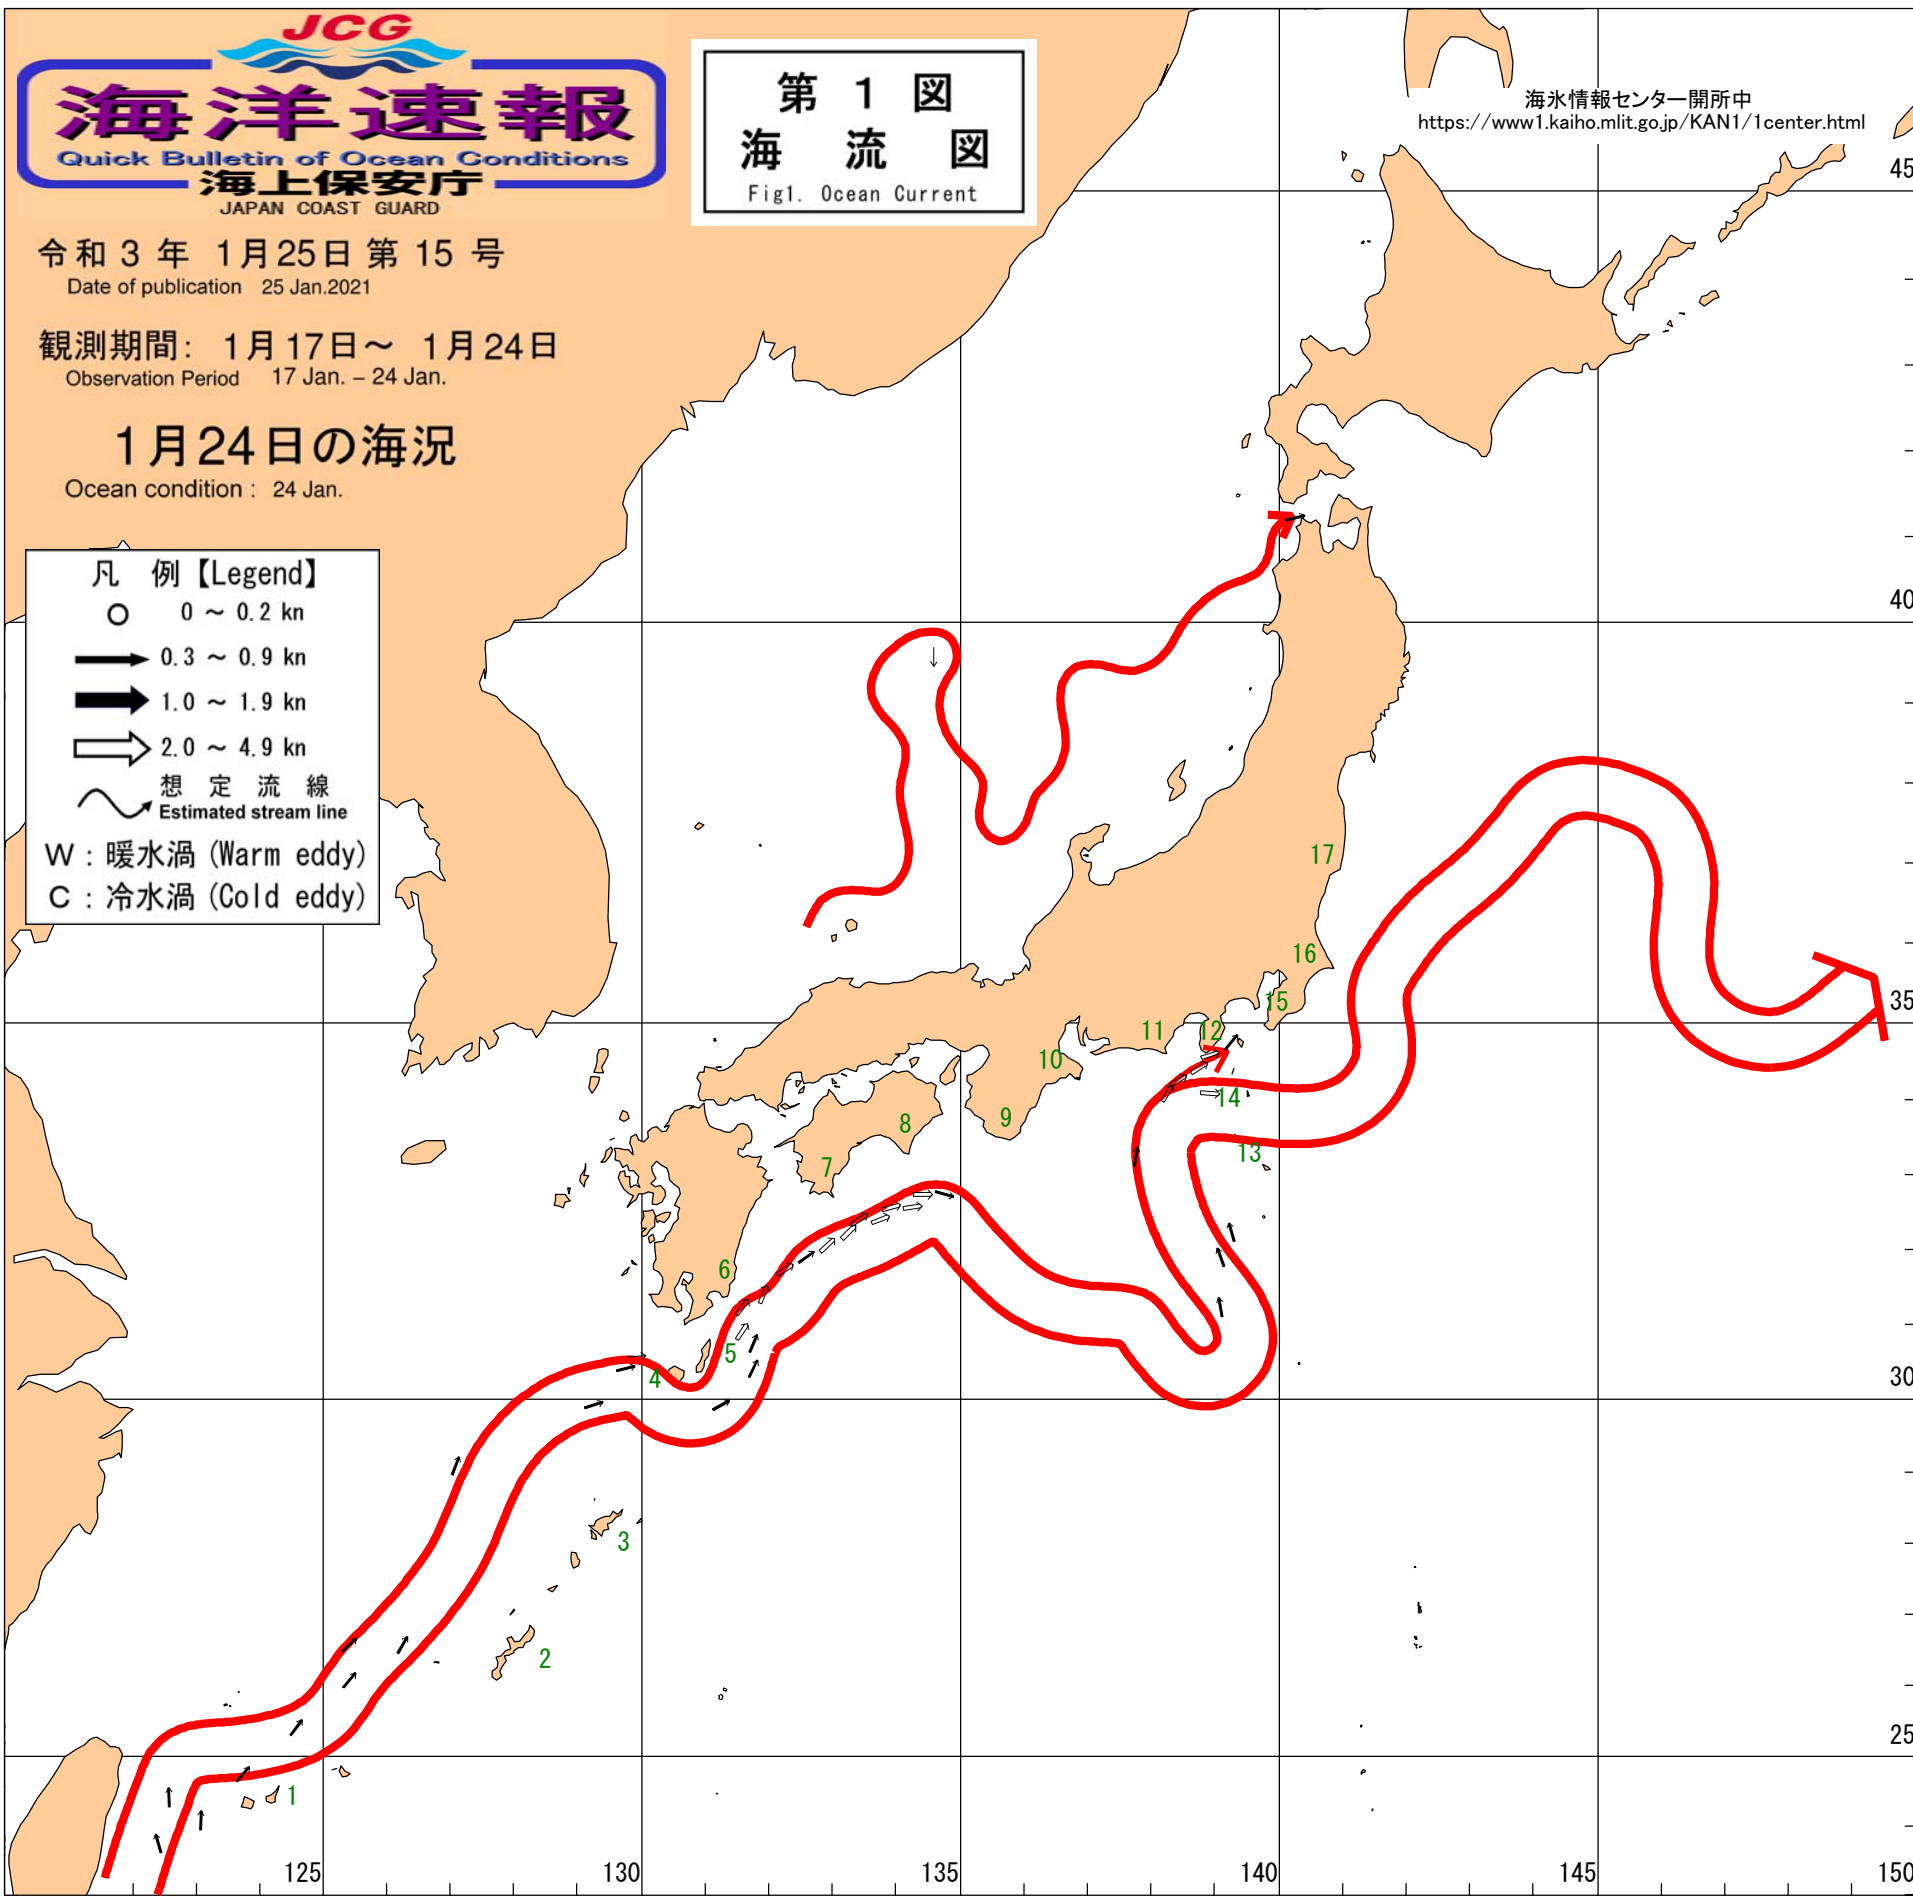 JCG
海洋速報
Quick Bulletin of Ocean Conditions
海上保安庁
JAPAN COAST GUARD
令和 3 年 1月25日 第 15 号
Date of publication 25 Jan.2021
観測期間: 1月17日～ 1月24日
Observation Period 17 Jan. – 24 Jan.
1月24日の海況
Ocean condition : 24 Jan.
第 1 図
海 流 図
Fig1. Ocean Current
海氷情報センター開所中
https://www1.kaiho.mlit.go.jp/KAN1/1center.html
凡 例【Legend】
0 ～ 0.2 kn
0.3 ～ 0.9 kn
1.0 ～ 1.9 kn
2.0 ～ 4.9 kn
想 定 流 線
Estimated stream line
W : 暖水渦 (Warm eddy)
C : 冷水渦 (Cold eddy)
45
40
17
16
35
15
12
11
10
14
9
8
13
7
6
5
4
30
3
2
25
1
125
130
135
140
145
150